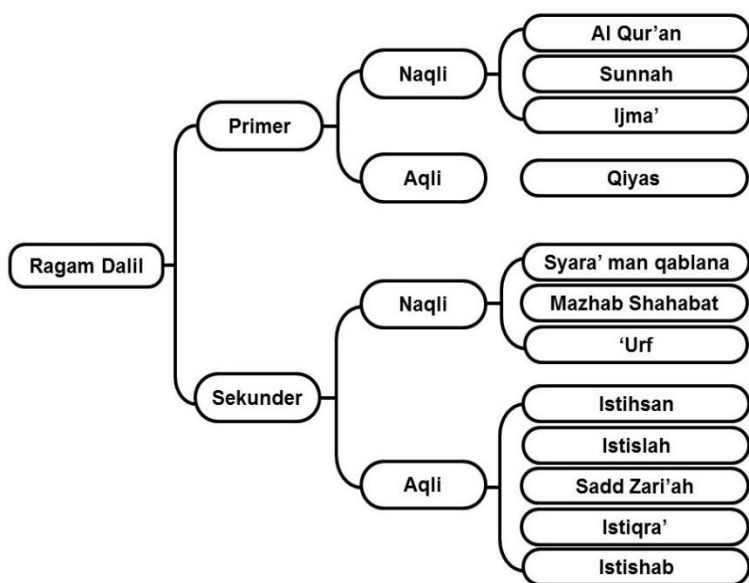 Ragam Dalil
Primer
Naqli
Al Qur’an
Sunnah
Ijma’
Aqli
Qiyas
Sekunder
Naqli
Syara’ man qablana
Mazhab Shahabat
‘Urf
Aqli
Istihsan
Istislah
Sadd Zari’ah
Istiqra’
Istishab